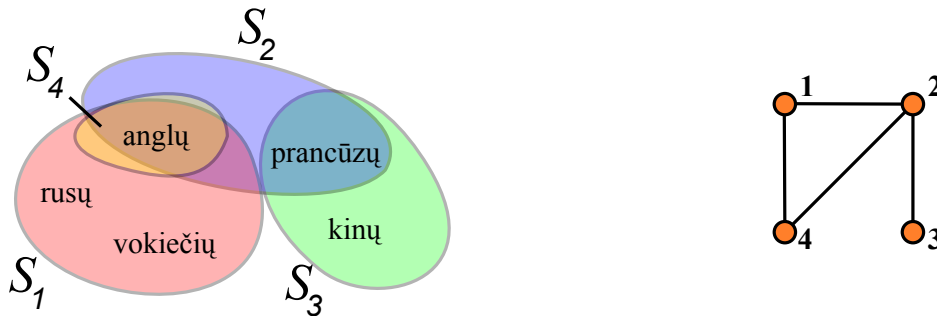 S2
S4
anglų
prancūzų
rusų
vokiečių
kinų
S1
S3
1
2
4
3